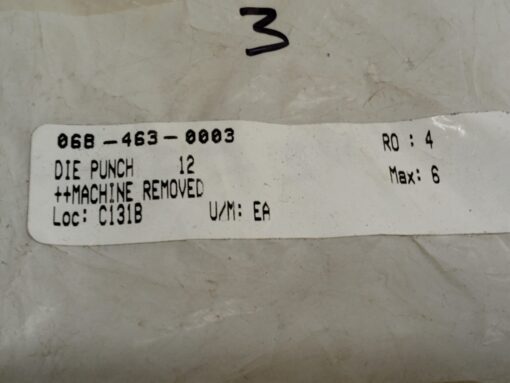 3
068-463-0003 RO : 4
DIE PUNCH 12 Max: 6
++MACHINE REMOVED
Loc: C131B U/M: EA